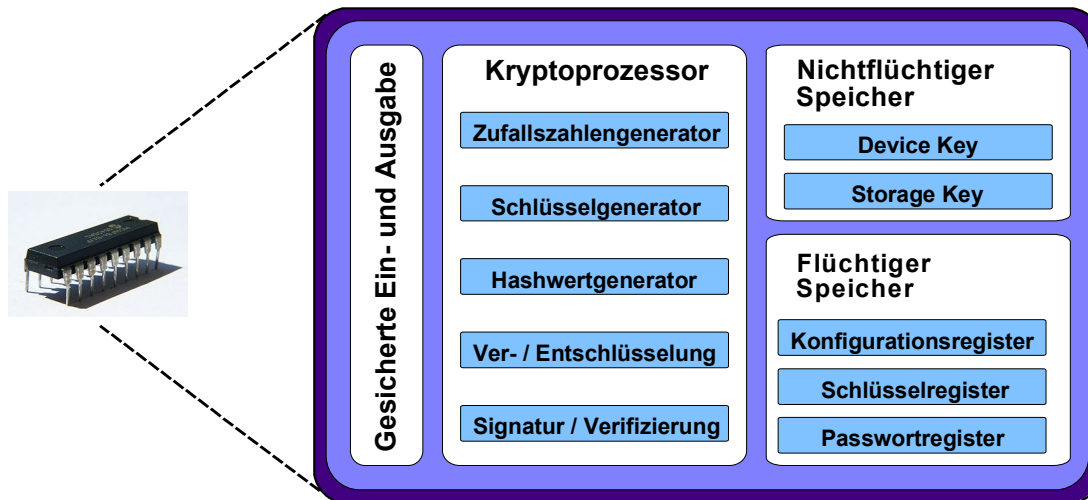 Gesicherte Ein- und Ausgabe
Kryptoprozessor
Zufallszahlengenerator
Schlüsselgenerator
Hashwertgenerator
Ver- / Entschlüsselung
Signatur / Verifizierung
Nichtflüchtiger
Speicher
Device Key
Storage Key
Flüchtiger
Speicher
Konfigurationsregister
Schlüsselregister
Passwortregister